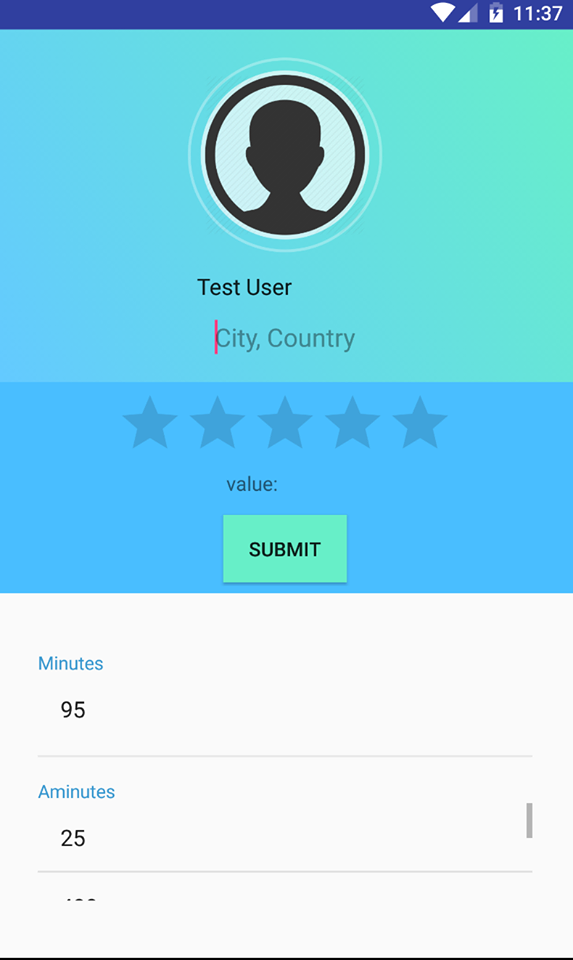 11:37
Test User
City, Country
value:
SUBMIT
Minutes
95
Aminutes
25